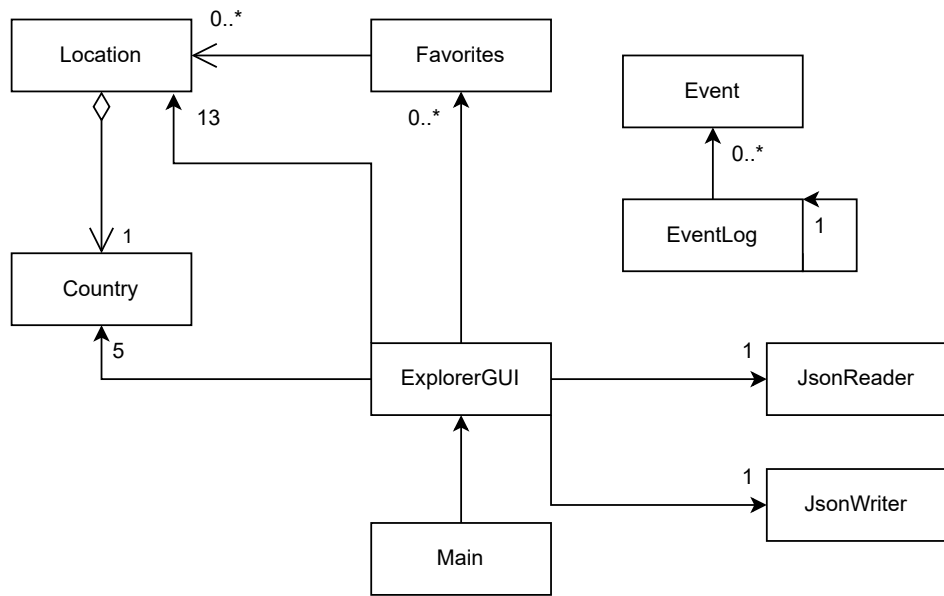 0..*
Location
Favorites
Event
13
0..*
0..*
EventLog
1
1
Country
5
ExplorerGUI
1
JsonReader
1
JsonWriter
Main